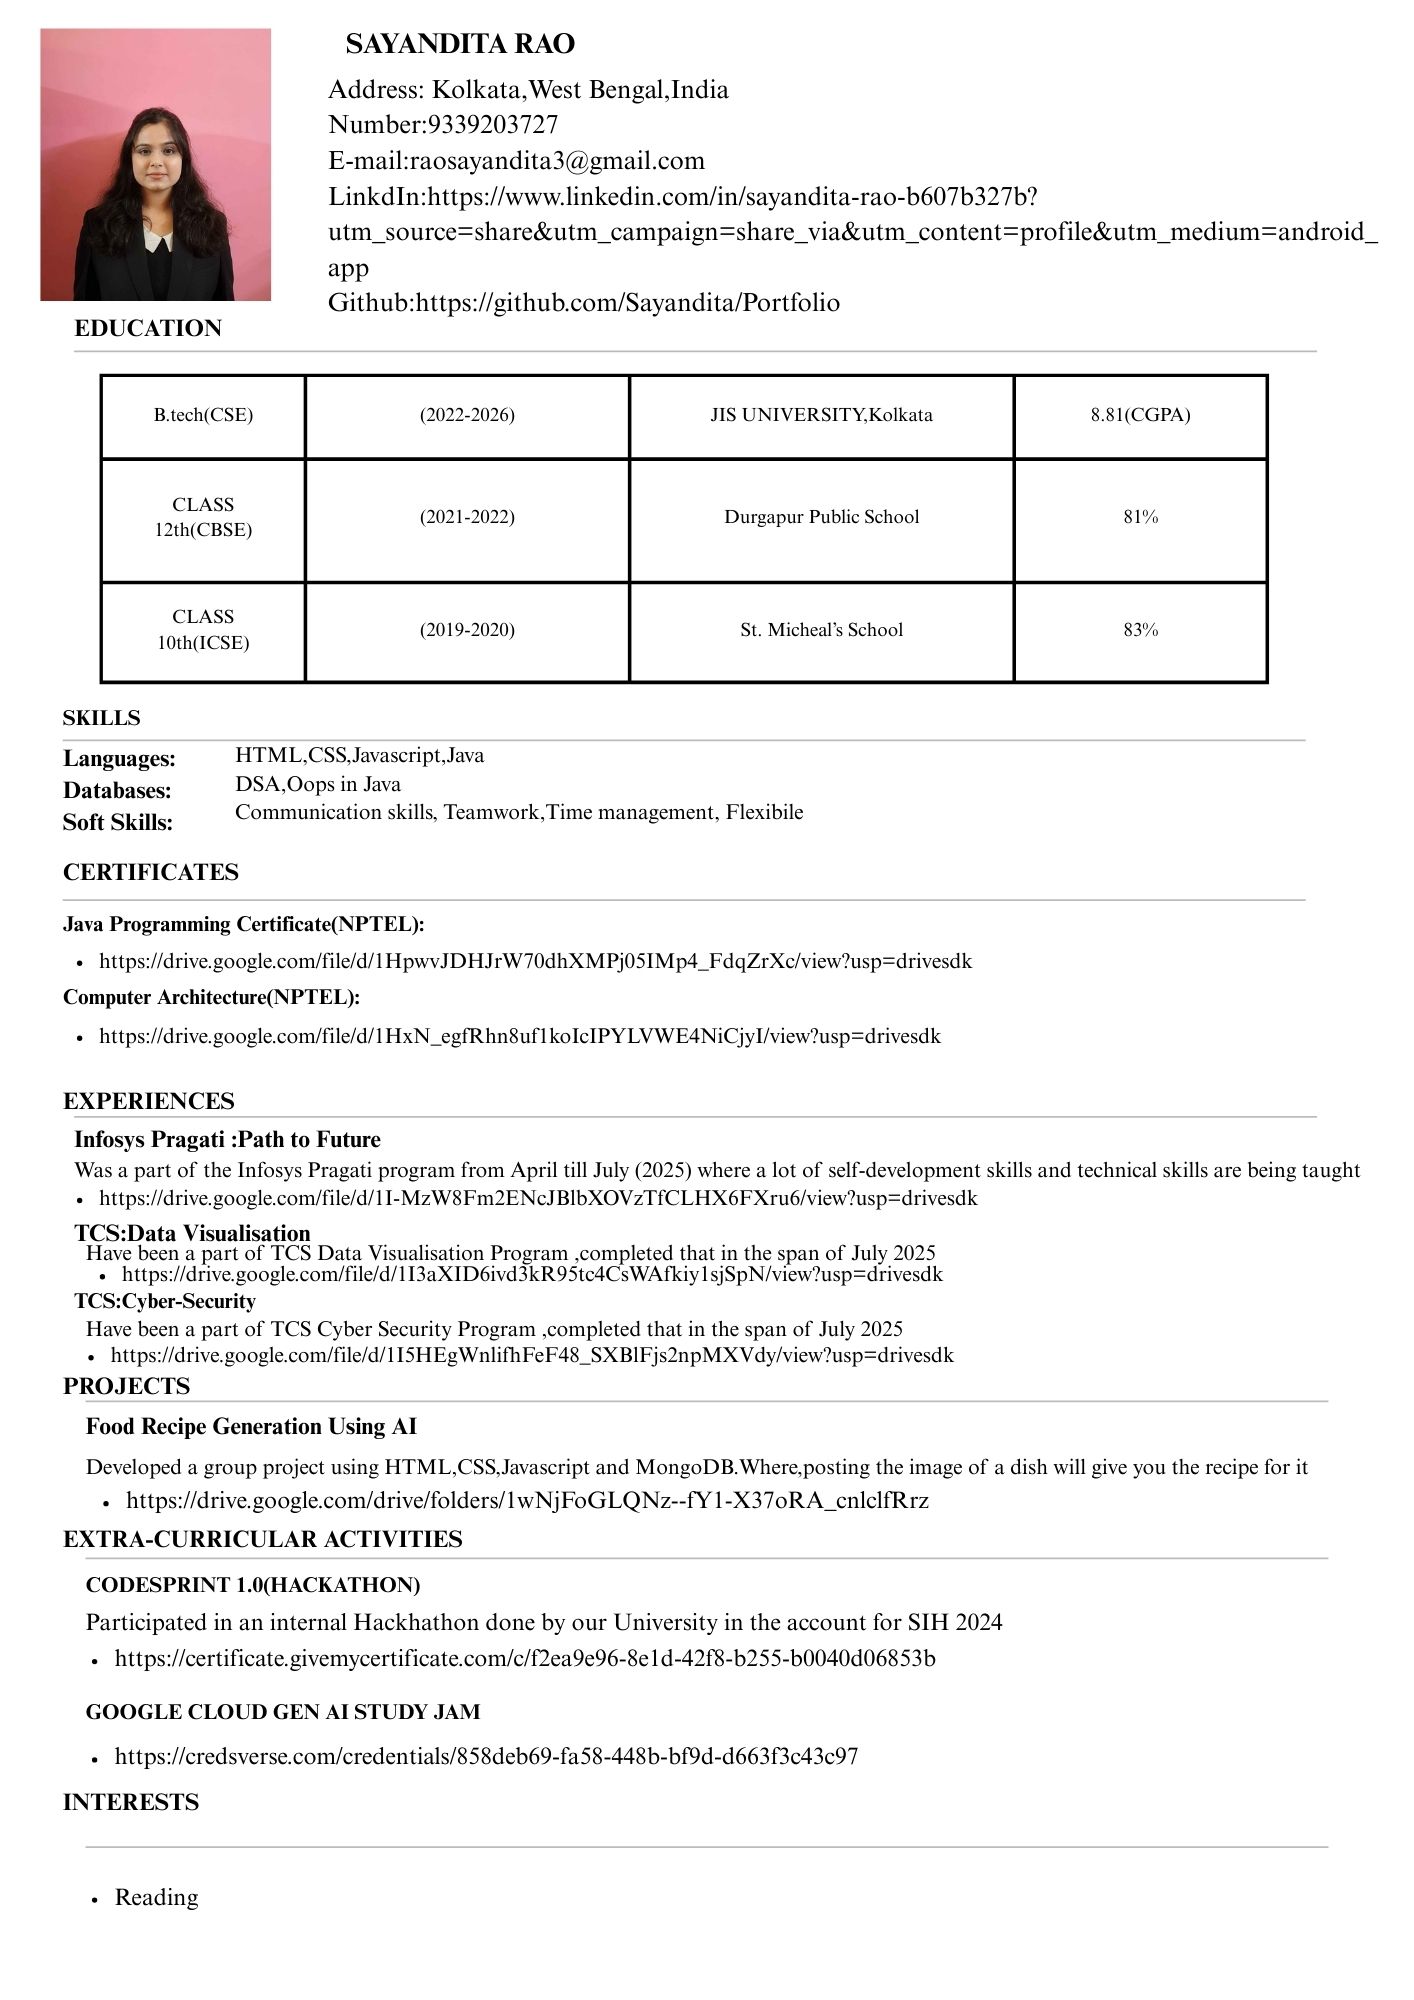 SAYANDITA RAO
Address: Kolkata,West Bengal,India
Number:9339203727
E-mail:raosayandita3@gmail.com
LinkdIn:https://www.linkedin.com/in/sayandita-rao-b607b327b?
utm_source=share&utm_campaign=share_via&utm_content=profile&utm_medium=android_
app
Github:https://github.com/Sayandita/Portfolio
EDUCATION
B.tech(CSE) (2022-2026) JIS UNIVERSITY,Kolkata 8.81(CGPA)
CLASS
12th(CBSE) (2021-2022) Durgapur Public School 81%
CLASS
10th(ICSE) (2019-2020) St. Micheal’s School 83%
SKILLS
Languages: HTML,CSS,Javascript,Java
Databases: DSA,Oops in Java
Soft Skills: Communication skills, Teamwork,Time management, Flexibile
CERTIFICATES
Java Programming Certificate(NPTEL):
• https://drive.google.com/file/d/1HpwvJDHJrW70dhXMPj05IMp4_FdqZrXc/view?usp=drivesdk
Computer Architecture(NPTEL):
• https://drive.google.com/file/d/1HxN_egfRhn8uf1koIcIPYLVWE4NiCjyI/view?usp=drivesdk
EXPERIENCES
Infosys Pragati :Path to Future
Was a part of the Infosys Pragati program from April till July (2025) where a lot of self-development skills and technical skills are being taught
• https://drive.google.com/file/d/1I-MzW8Fm2ENcJBlbXOVzTfCLHX6FXru6/view?usp=drivesdk
TCS:Data Visualisation
Have been a part of TCS Data Visualisation Program ,completed that in the span of July 2025
• https://drive.google.com/file/d/1I3aXID6ivd3kR95tc4CsWAfkiy1sjSpN/view?usp=drivesdk
TCS:Cyber-Security
Have been a part of TCS Cyber Security Program ,completed that in the span of July 2025
• https://drive.google.com/file/d/1I5HEgWnlifhFeF48_SXBlFjs2npMXVdy/view?usp=drivesdk
PROJECTS
Food Recipe Generation Using AI
Developed a group project using HTML,CSS,Javascript and MongoDB.Where,posting the image of a dish will give you the recipe for it
• https://drive.google.com/drive/folders/1wNjFoGLQNz--fY1-X37oRA_cnlclfRrz
EXTRA-CURRICULAR ACTIVITIES
CODESPRINT 1.0(HACKATHON)
Participated in an internal Hackhathon done by our University in the account for SIH 2024
• https://certificate.givemycertificate.com/c/f2ea9e96-8e1d-42f8-b255-b0040d06853b
GOOGLE CLOUD GEN AI STUDY JAM
• https://credsverse.com/credentials/858deb69-fa58-448b-bf9d-d663f3c43c97
INTERESTS
• Reading